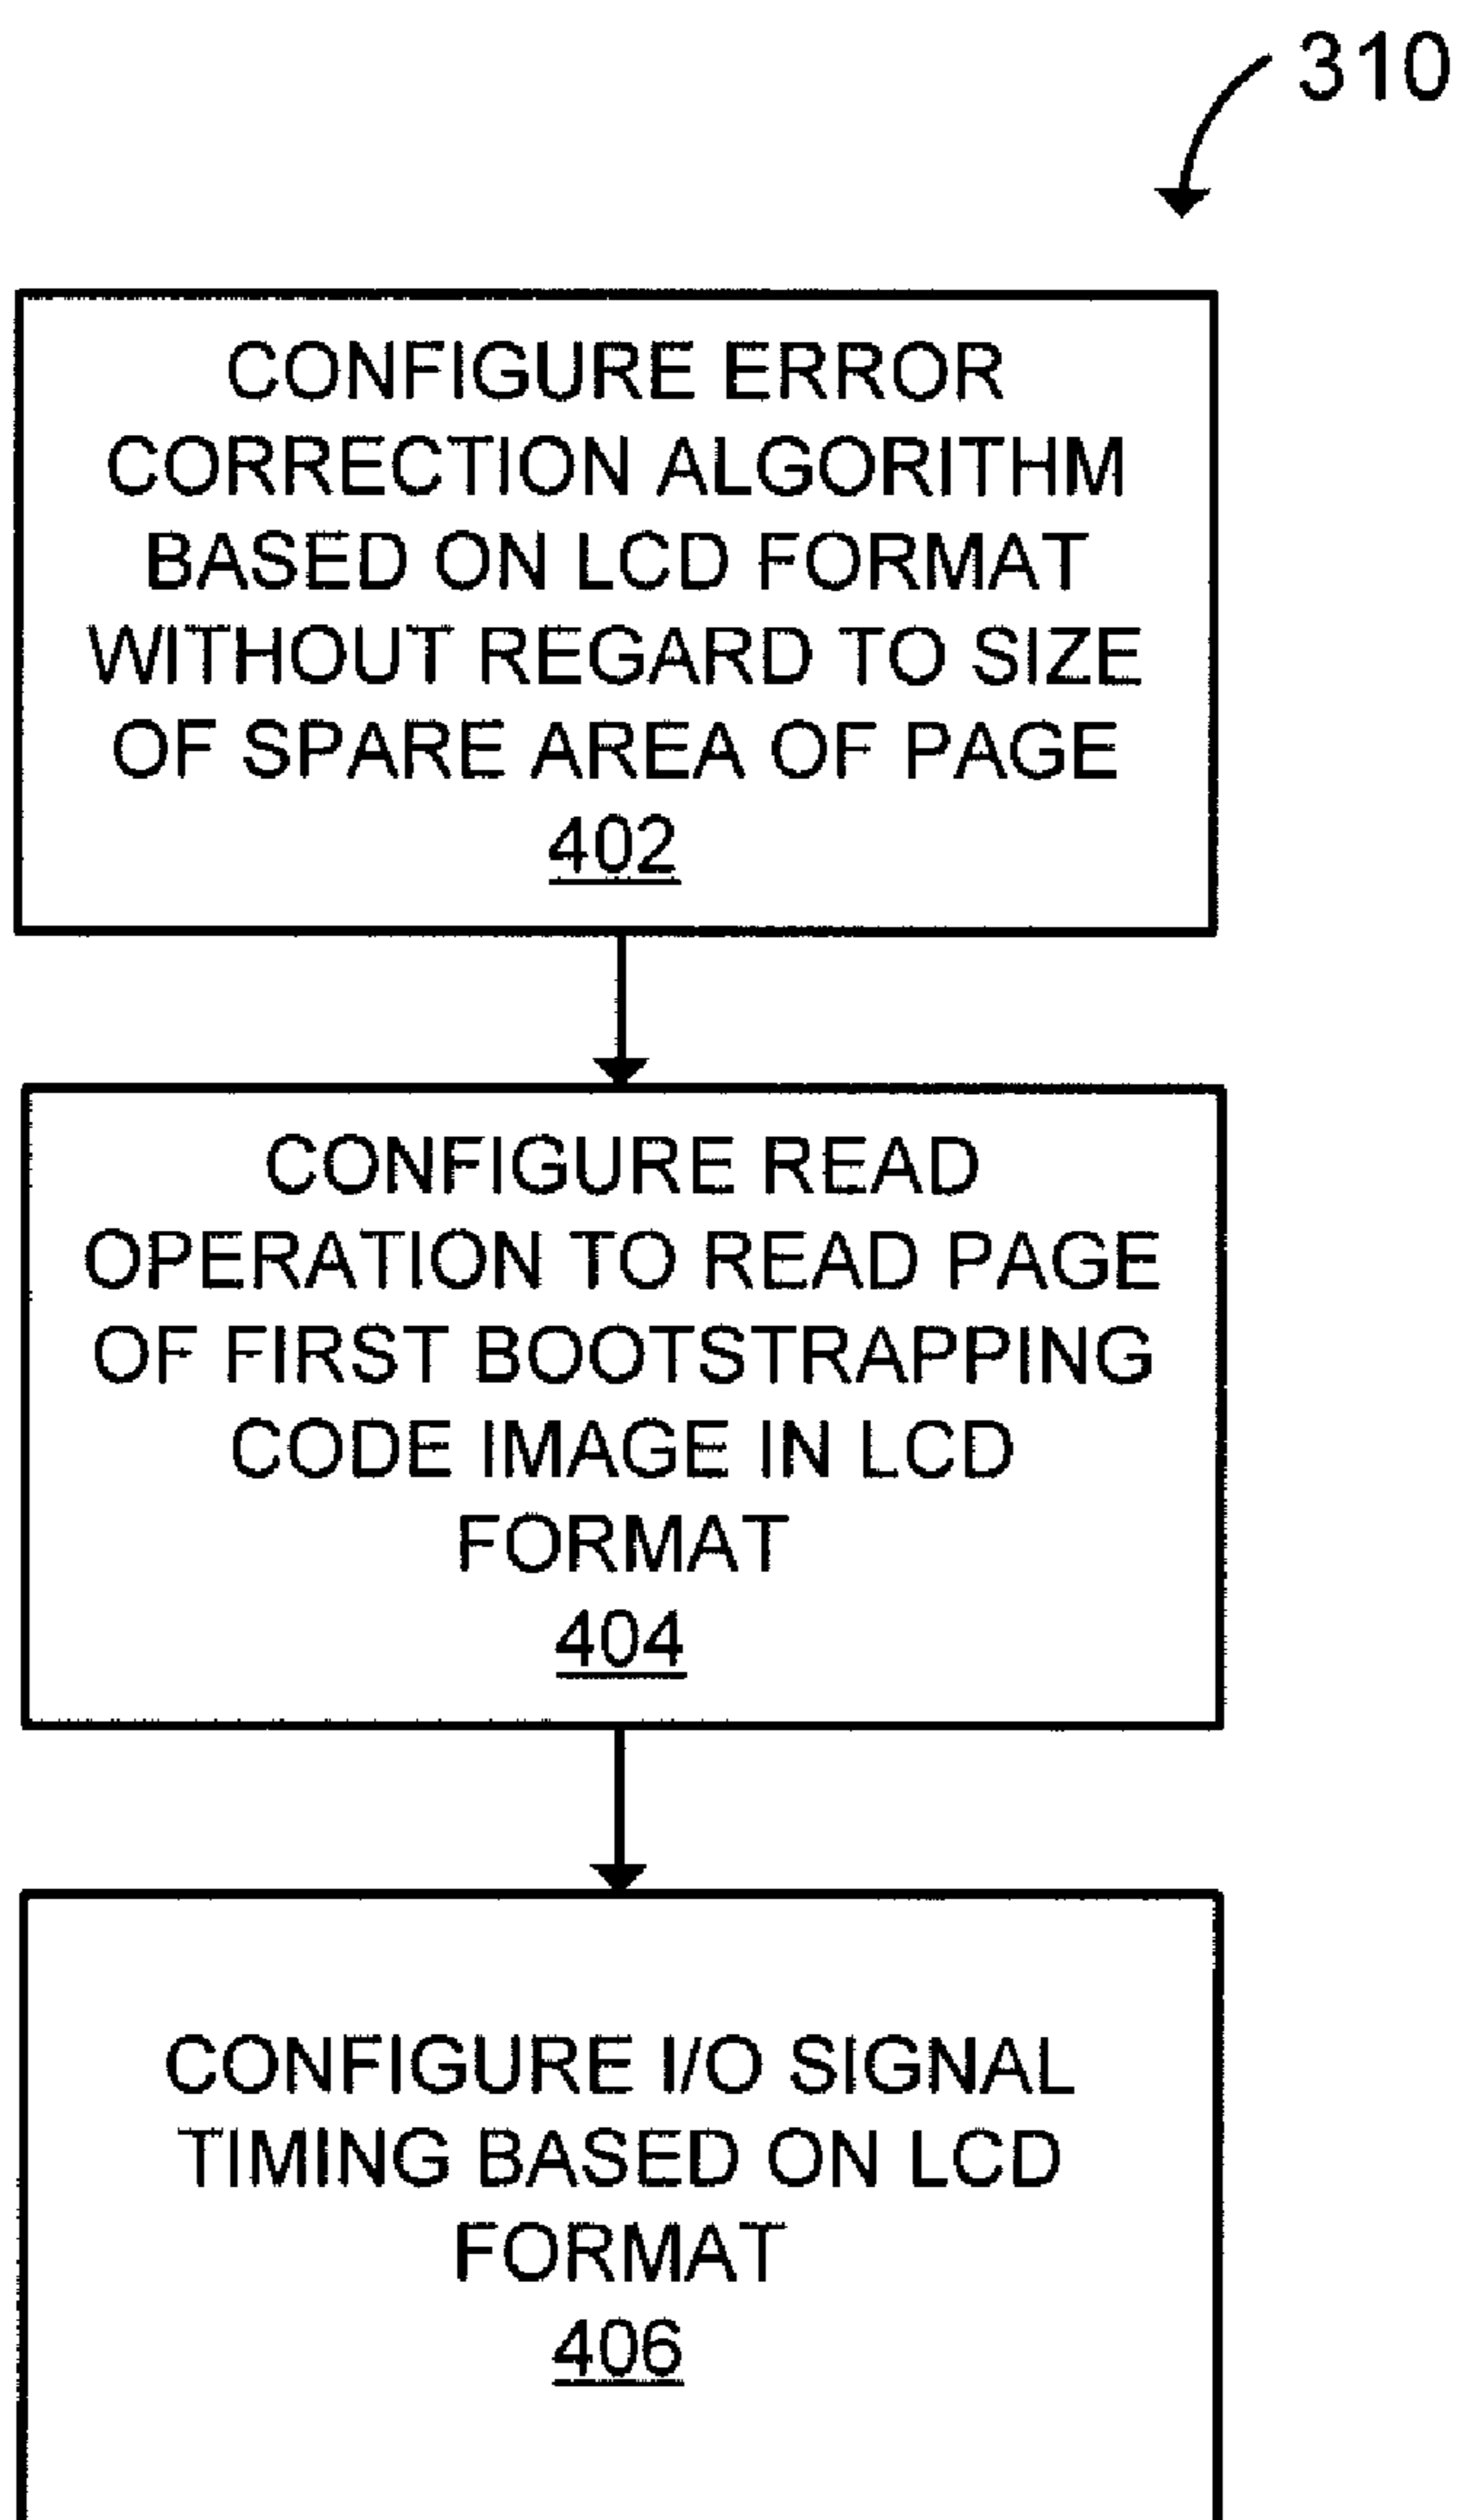 310
CONFIGURE ERROR
CORRECTION ALGORITHM
BASED ON LCD FORMAT
WITHOUT REGARD TO SIZE
OF SPARE AREA OF PAGE
402
CONFIGURE READ
OPERATION TO READ PAGE
OF FIRST BOOTSTRAPPING
CODE IMAGE IN LCD
FORMAT
404
CONFIGURE I/O SIGNAL
TIMING BASED ON LCD
FORMAT
406